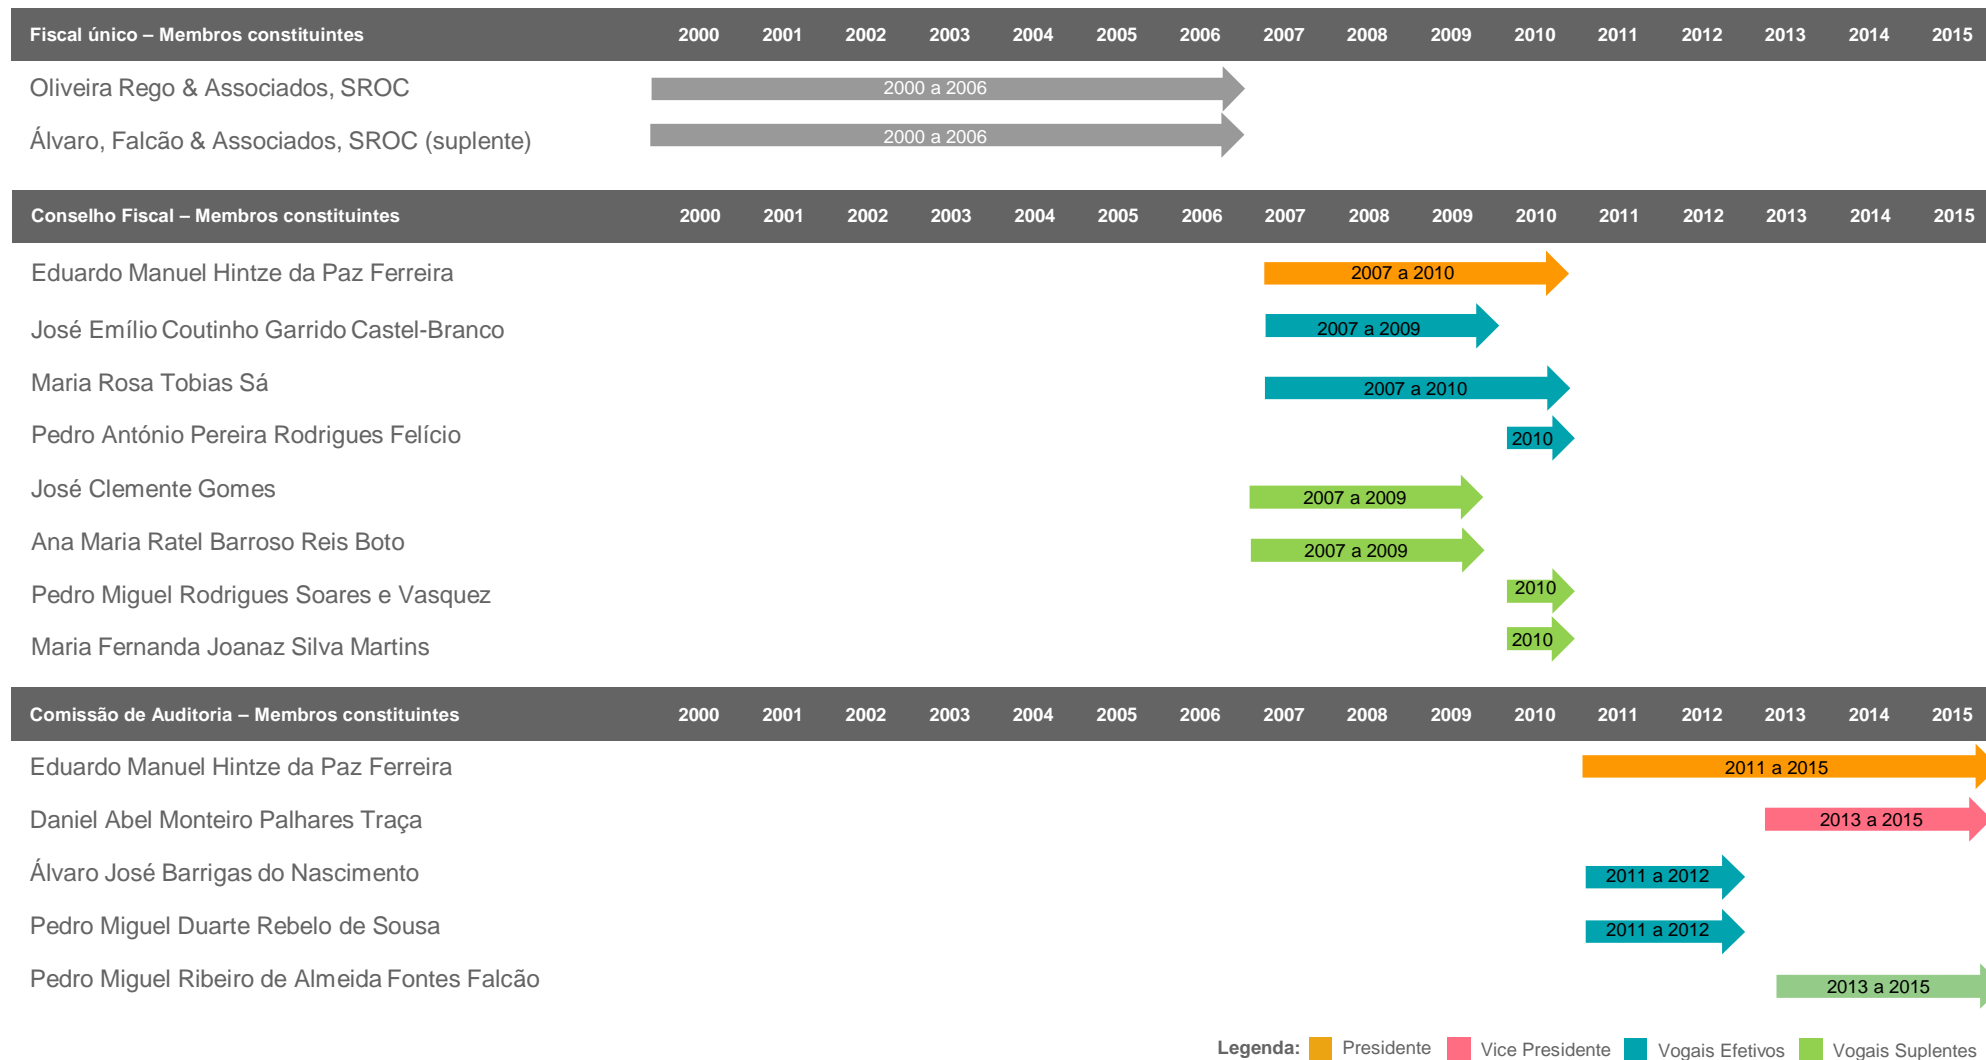 Fiscal único – Membros constituintes 2000 2001 2002 2003 2004 2005 2006 2007 2008 2009 2010 2011 2012 2013 2014 2015
Oliveira Rego & Associados, SROC 2000 a 2006
Álvaro, Falcão & Associados, SROC (suplente) 2000 a 2006
Conselho Fiscal – Membros constituintes 2000 2001 2002 2003 2004 2005 2006 2007 2008 2009 2010 2011 2012 2013 2014 2015
Eduardo Manuel Hintze da Paz Ferreira 2007 a 2010
José Emílio Coutinho Garrido Castel-Branco 2007 a 2009
Maria Rosa Tobias Sá 2007 a 2010
Pedro António Pereira Rodrigues Felício 2010
José Clemente Gomes 2007 a 2009
Ana Maria Ratel Barroso Reis Boto 2007 a 2009
Pedro Miguel Rodrigues Soares e Vasquez 2010
Maria Fernanda Joanaz Silva Martins 2010
Comissão de Auditoria – Membros constituintes 2000 2001 2002 2003 2004 2005 2006 2007 2008 2009 2010 2011 2012 2013 2014 2015
Eduardo Manuel Hintze da Paz Ferreira 2011 a 2015
Daniel Abel Monteiro Palhares Traça 2013 a 2015
Álvaro José Barrigas do Nascimento 2011 a 2012
Pedro Miguel Duarte Rebelo de Sousa 2011 a 2012
Pedro Miguel Ribeiro de Almeida Fontes Falcão 2013 a 2015
Legenda: Presidente Vice Presidente Vogais Efetivos Vogais Suplentes